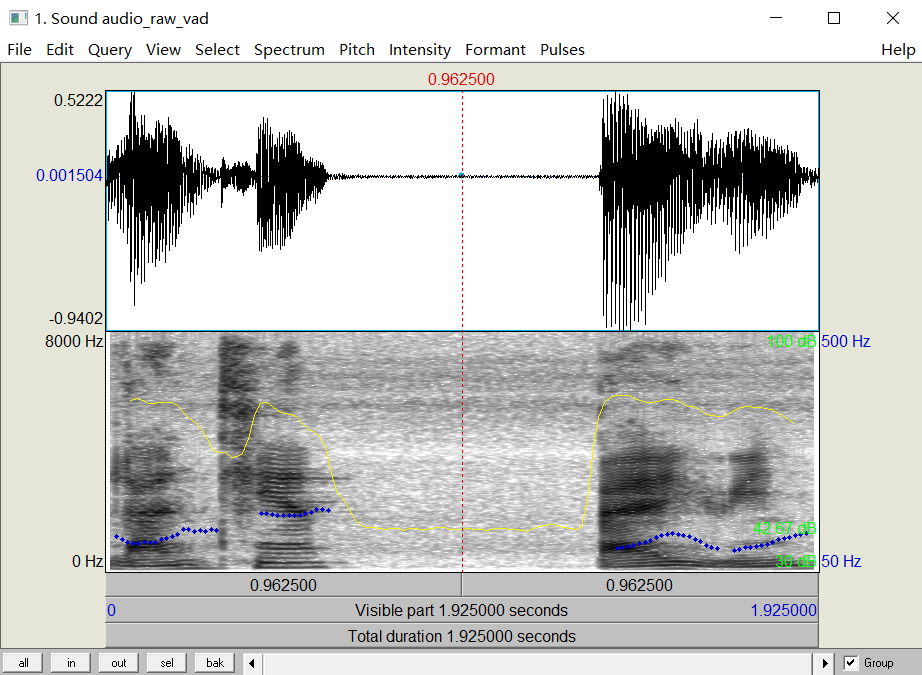 1. Sound audio_raw_vad
File Edit Query View Select Spectrum Pitch Intensity Formant Pulses Help
0.962500
0.5222
0.001504
-0.9402
8000 Hz
100 dB
500 Hz
42.67 dB
0 Hz
30 dB
50 Hz
0.962500 0.962500
0 Visible part 1.925000 seconds 1.925000
Total duration 1.925000 seconds
all in out sel bak Group